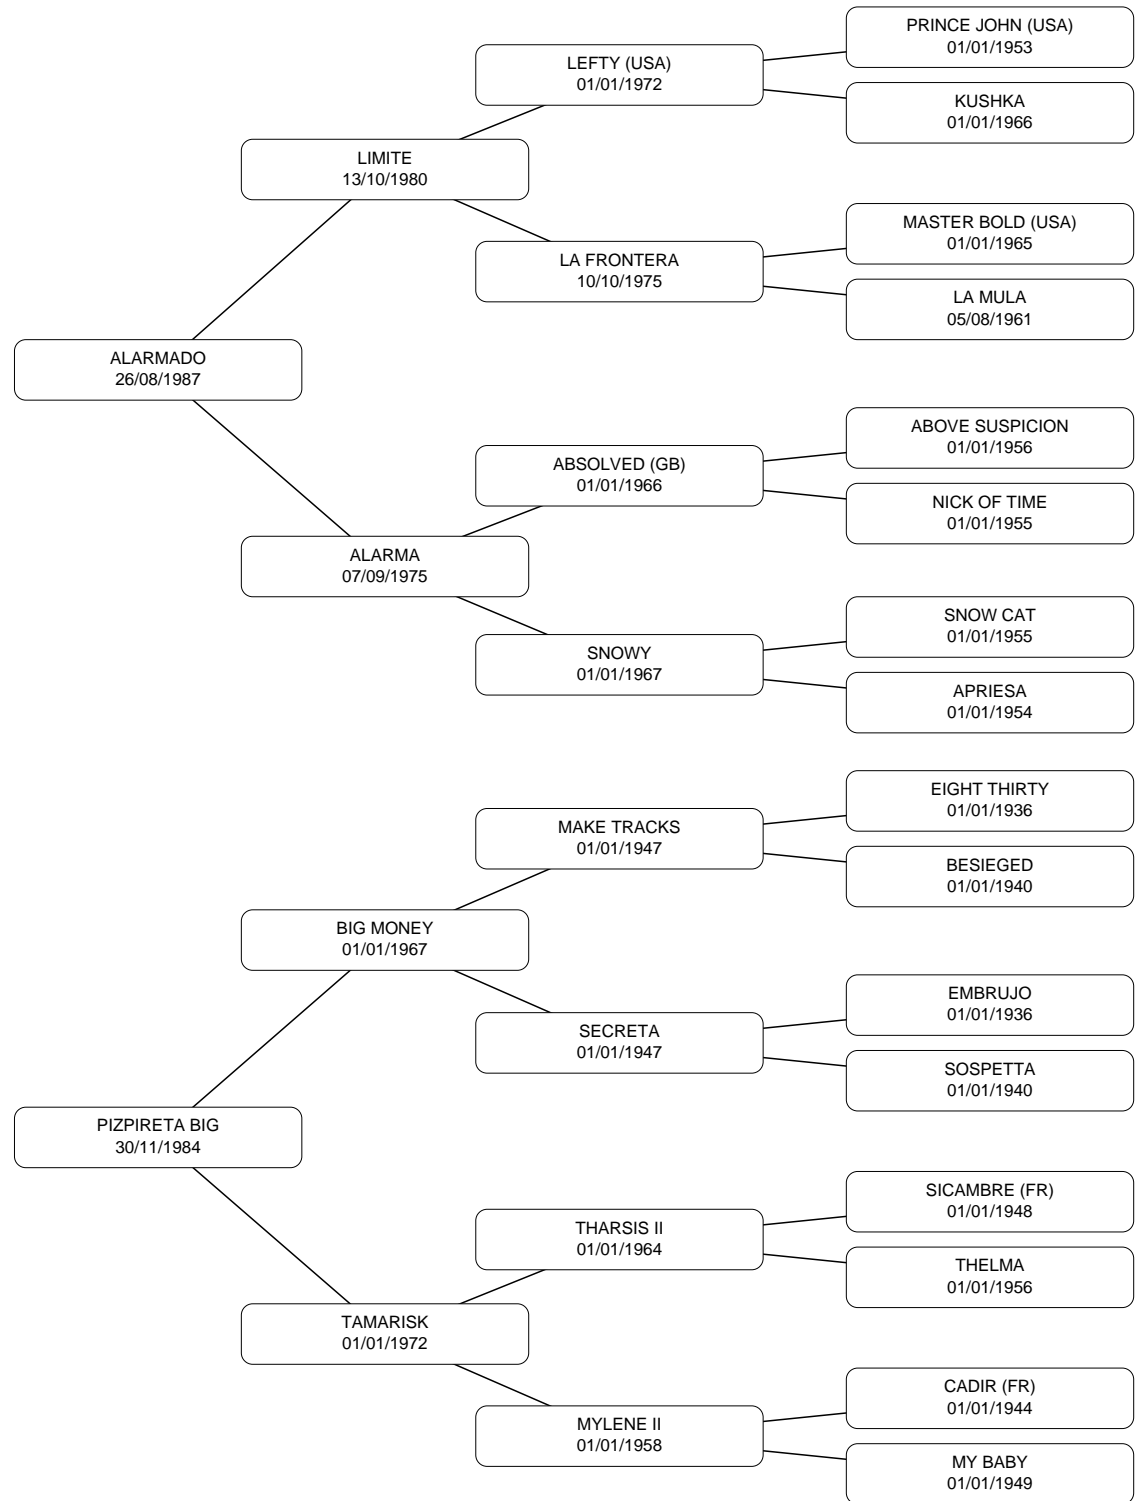 PRINCE JOHN (USA)
01/01/1953
LEFTY (USA)
01/01/1972
KUSHKA
01/01/1966
LIMITE
13/10/1980
MASTER BOLD (USA)
01/01/1965
LA FRONTERA
10/10/1975
LA MULA
05/08/1961
ALARMADO
26/08/1987
ABOVE SUSPICION
01/01/1956
ABSOLVED (GB)
01/01/1966
NICK OF TIME
01/01/1955
ALARMA
07/09/1975
SNOW CAT
01/01/1955
SNOWY
01/01/1967
APRIESA
01/01/1954
EIGHT THIRTY
01/01/1936
MAKE TRACKS
01/01/1947
BESIEGED
01/01/1940
BIG MONEY
01/01/1967
EMBRUJO
01/01/1936
SECRETA
01/01/1947
SOSPETTA
01/01/1940
PIZPIRETA BIG
30/11/1984
SICAMBRE (FR)
01/01/1948
THARSIS II
01/01/1964
THELMA
01/01/1956
TAMARISK
01/01/1972
CADIR (FR)
01/01/1944
MYLENE II
01/01/1958
MY BABY
01/01/1949